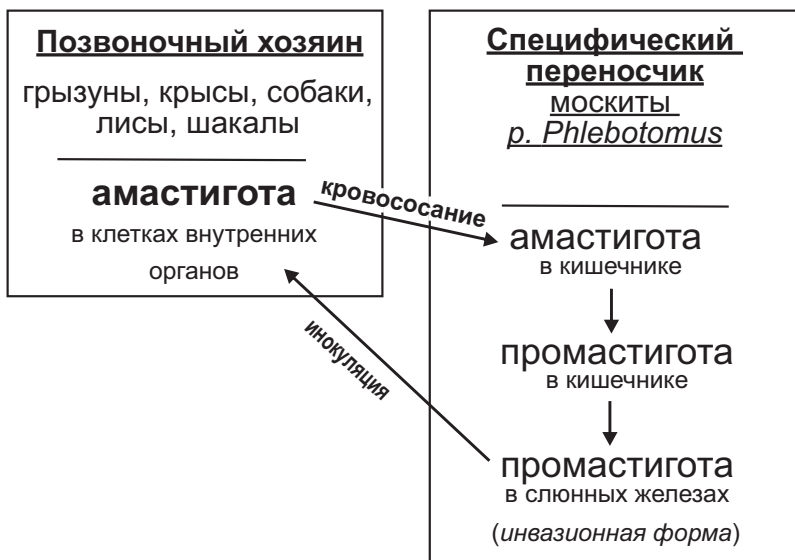 Позвоночный хозяин
грызуны, крысы, собаки,
лисы, шакалы
амастигота
в клетках внутренних
органов
кровососание
инокуляция
Специфический
переносчик
москиты
р. Phlebotomus
амастигота
в кишечнике
промастигота
в кишечнике
промастигота
в слюнных железах
(инвазионная форма)